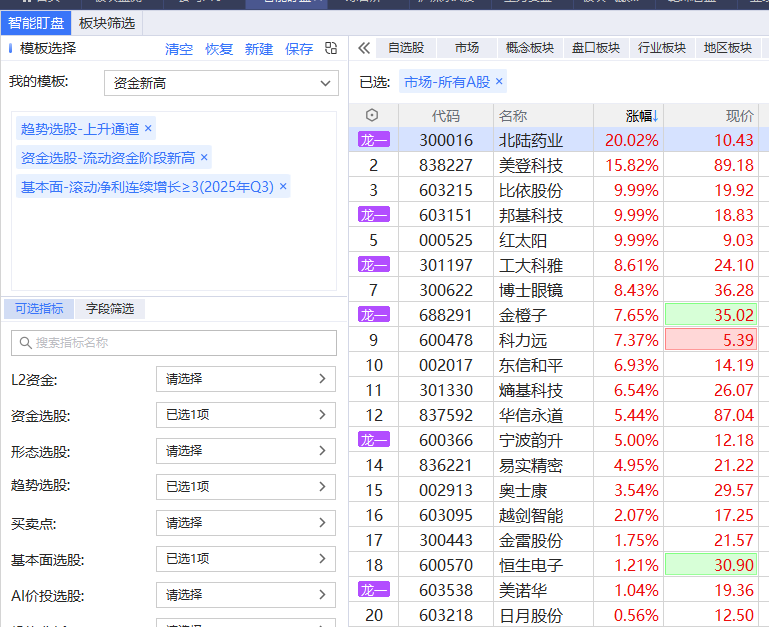 智能盯盘 板块筛选
模板选择 清空 恢复 新建 保存
我的模板: 资金新高
趋势选股-上升通道 ×
资金选股-流动资金阶段新高 ×
基本面-滚动净利连续增长≥3(2025年Q3) ×
可选指标 字段筛选
搜索指标名称
L2资金: 请选择
资金选股: 已选1项
形态选股: 请选择
趋势选股: 已选1项
买卖点: 请选择
基本面选股: 已选1项
AI价投选股: 请选择
自选股 市场 概念板块 盘口板块 行业板块 地区板块
已选: 市场-所有A股 ×
代码 名称 涨幅↓ 现价
龙一 300016 北陆药业 20.02% 10.43
2 838227 美登科技 15.82% 89.18
3 603215 比依股份 9.99% 19.92
龙一 603151 邦基科技 9.99% 18.83
5 000525 红太阳 9.99% 9.03
龙一 301197 工大科雅 8.61% 24.10
7 300622 博士眼镜 8.43% 36.28
龙一 688291 金橙子 7.65% 35.02
9 600478 科力远 7.37% 5.39
10 002017 东信和平 6.93% 14.19
11 301330 熵基科技 6.54% 26.07
12 837592 华信永道 5.44% 87.04
龙一 600366 宁波韵升 5.00% 12.18
14 836221 易实精密 4.95% 21.22
15 002913 奥士康 3.54% 29.57
16 603095 越剑智能 2.07% 17.25
17 300443 金雷股份 1.75% 21.57
18 600570 恒生电子 1.21% 30.90
龙一 603538 美诺华 1.04% 19.36
20 603218 日月股份 0.56% 12.50